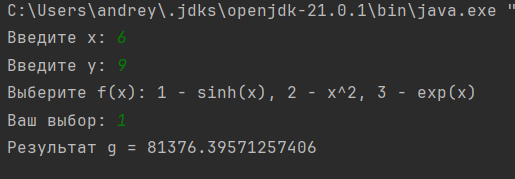 C:\Users\andrey\.jdks\openjdk-21.0.1\bin\java.exe "
Введите x: 6
Введите y: 9
Выберите f(x): 1 - sinh(x), 2 - x^2, 3 - exp(x)
Ваш выбор: 1
Результат g = 81376.39571257406